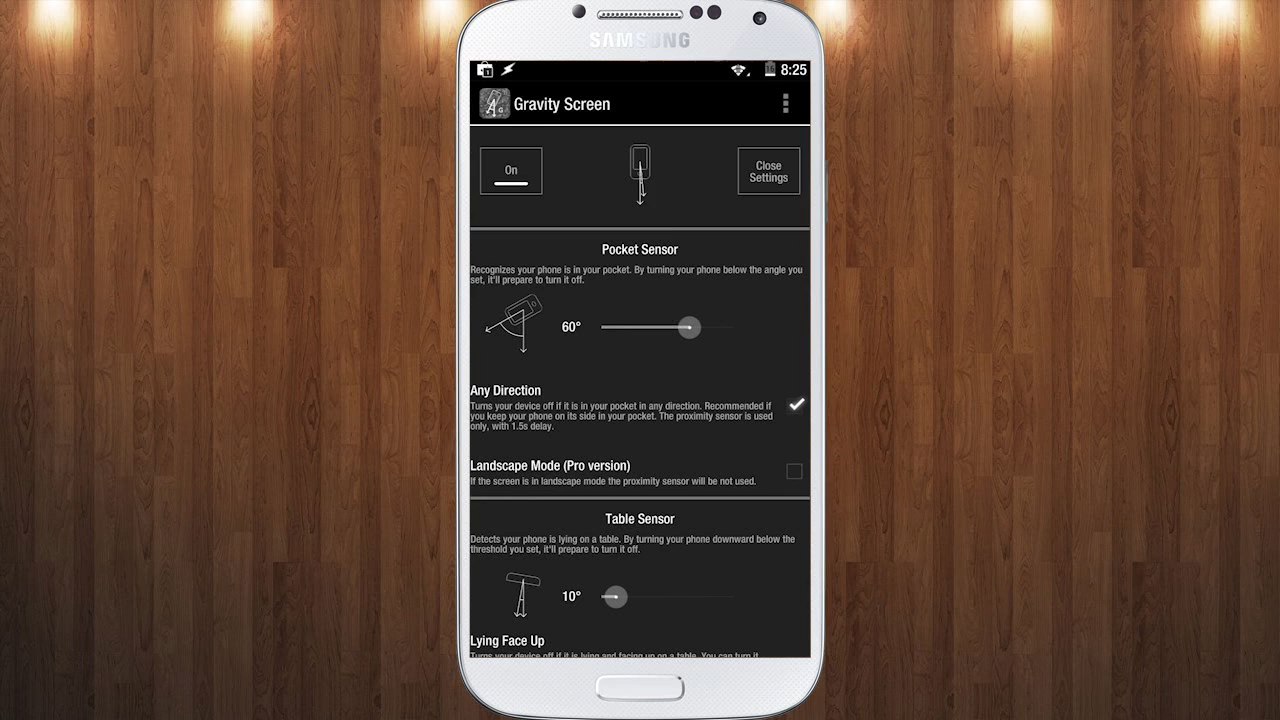 SAMSUNG
8:25
Gravity Screen
On
Close
Settings
Pocket Sensor
Recognizes your phone is in your pocket. By turning your phone below the angle you
set, it'll prepare to turn it off.
60°
Any Direction
Turns your device off if it is in your pocket in any direction. Recommended if
you keep your phone on its side in your pocket. The proximity sensor is used
only, with 1.5s delay.
Landscape Mode (Pro version)
If the screen is in landscape mode the proximity sensor will be not used.
Table Sensor
Detects your phone is lying on a table. By turning your phone downward below the
threshold you set, it'll prepare to turn it off.
10°
Lying Face Up
Turns your device off if it is lying and facing up on a table. You can turn it